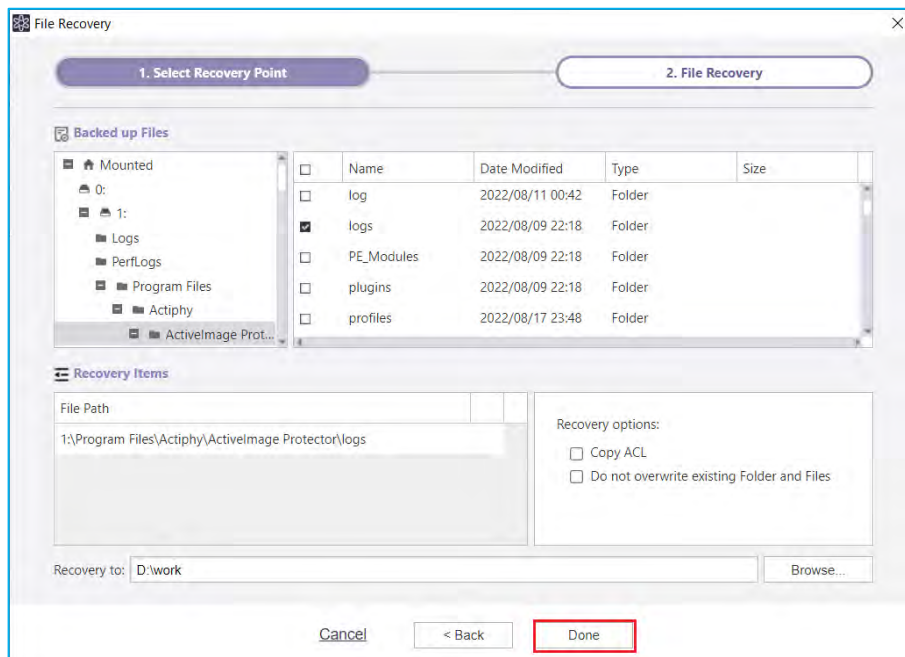 File Recovery
1. Select Recovery Point
2. File Recovery
Backed up Files
Mounted
0:
1:
Logs
PerfLogs
Program Files
Actiphy
ActiveImage Prot...
Name Date Modified Type Size
log 2022/08/11 00:42 Folder
logs 2022/08/09 22:18 Folder
PE_Modules 2022/08/09 22:18 Folder
plugins 2022/08/09 22:18 Folder
profiles 2022/08/17 23:48 Folder
Recovery Items
File Path
1:\Program Files\Actiphy\ActiveImage Protector\logs
Recovery options:
Copy ACL
Do not overwrite existing Folder and Files
Recovery to: D:\work
Browse...
Cancel
< Back
Done